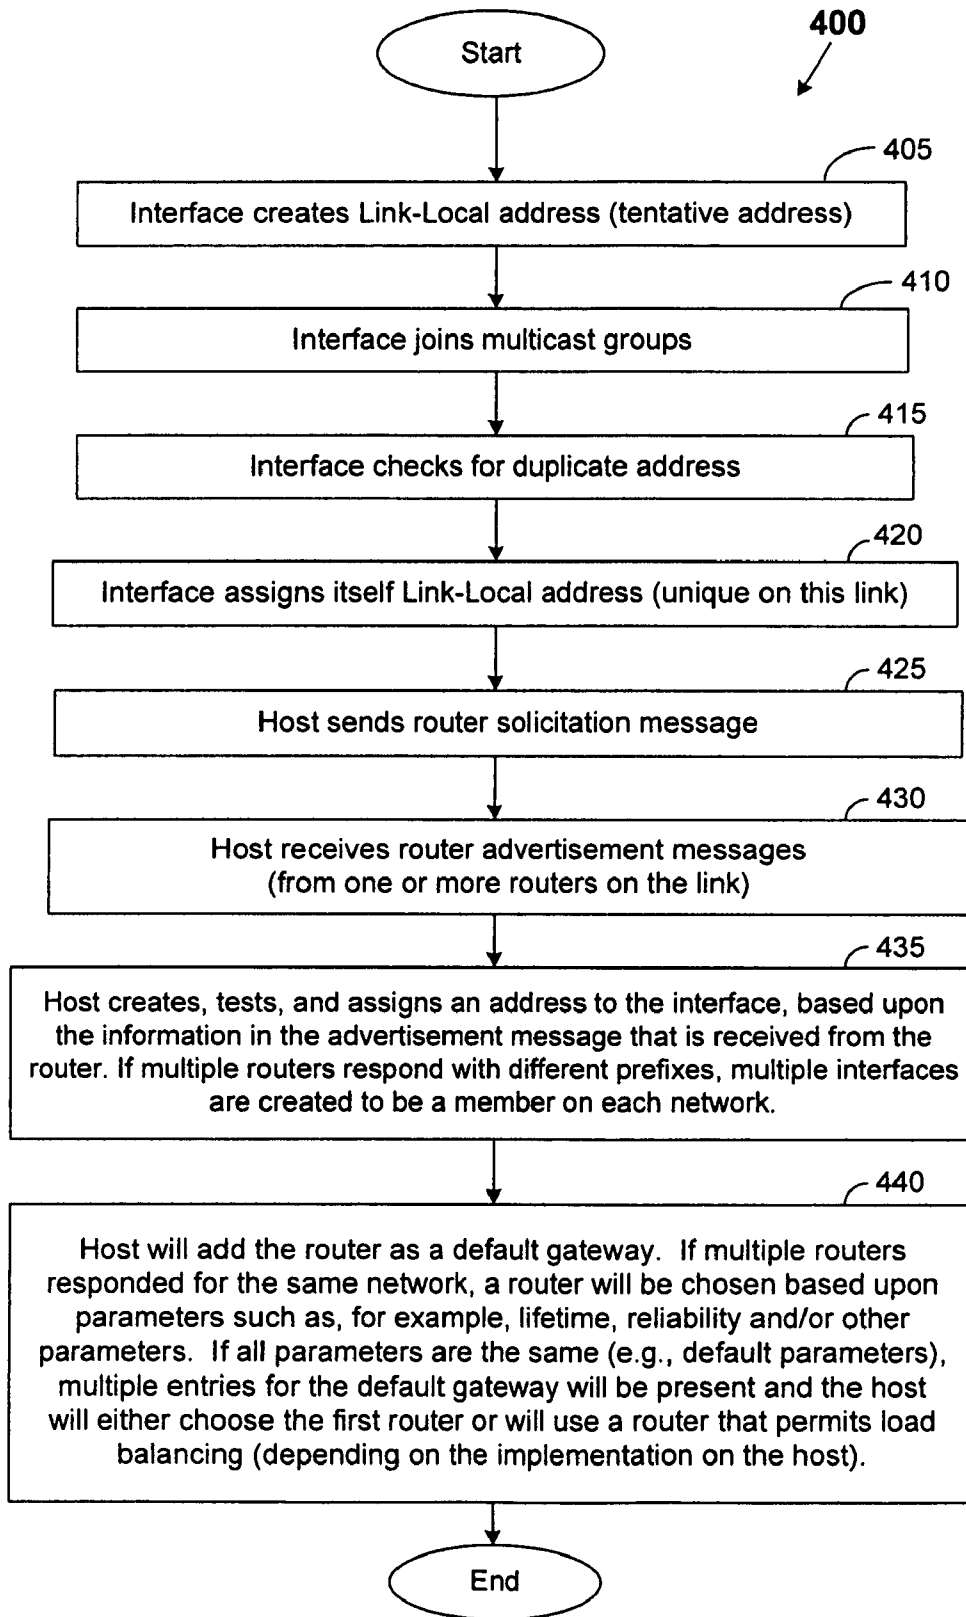 400
Start
405
Interface creates Link-Local address (tentative address)
410
Interface joins multicast groups
415
Interface checks for duplicate address
420
Interface assigns itself Link-Local address (unique on this link)
425
Host sends router solicitation message
430
Host receives router advertisement messages
(from one or more routers on the link)
435
Host creates, tests, and assigns an address to the interface, based upon
the information in the advertisement message that is received from the
router. If multiple routers respond with different prefixes, multiple interfaces
are created to be a member on each network.
440
Host will add the router as a default gateway.  If multiple routers
responded for the same network, a router will be chosen based upon
parameters such as, for example, lifetime, reliability and/or other
parameters.  If all parameters are the same (e.g., default parameters),
multiple entries for the default gateway will be present and the host
will either choose the first router or will use a router that permits load
balancing (depending on the implementation on the host).
End